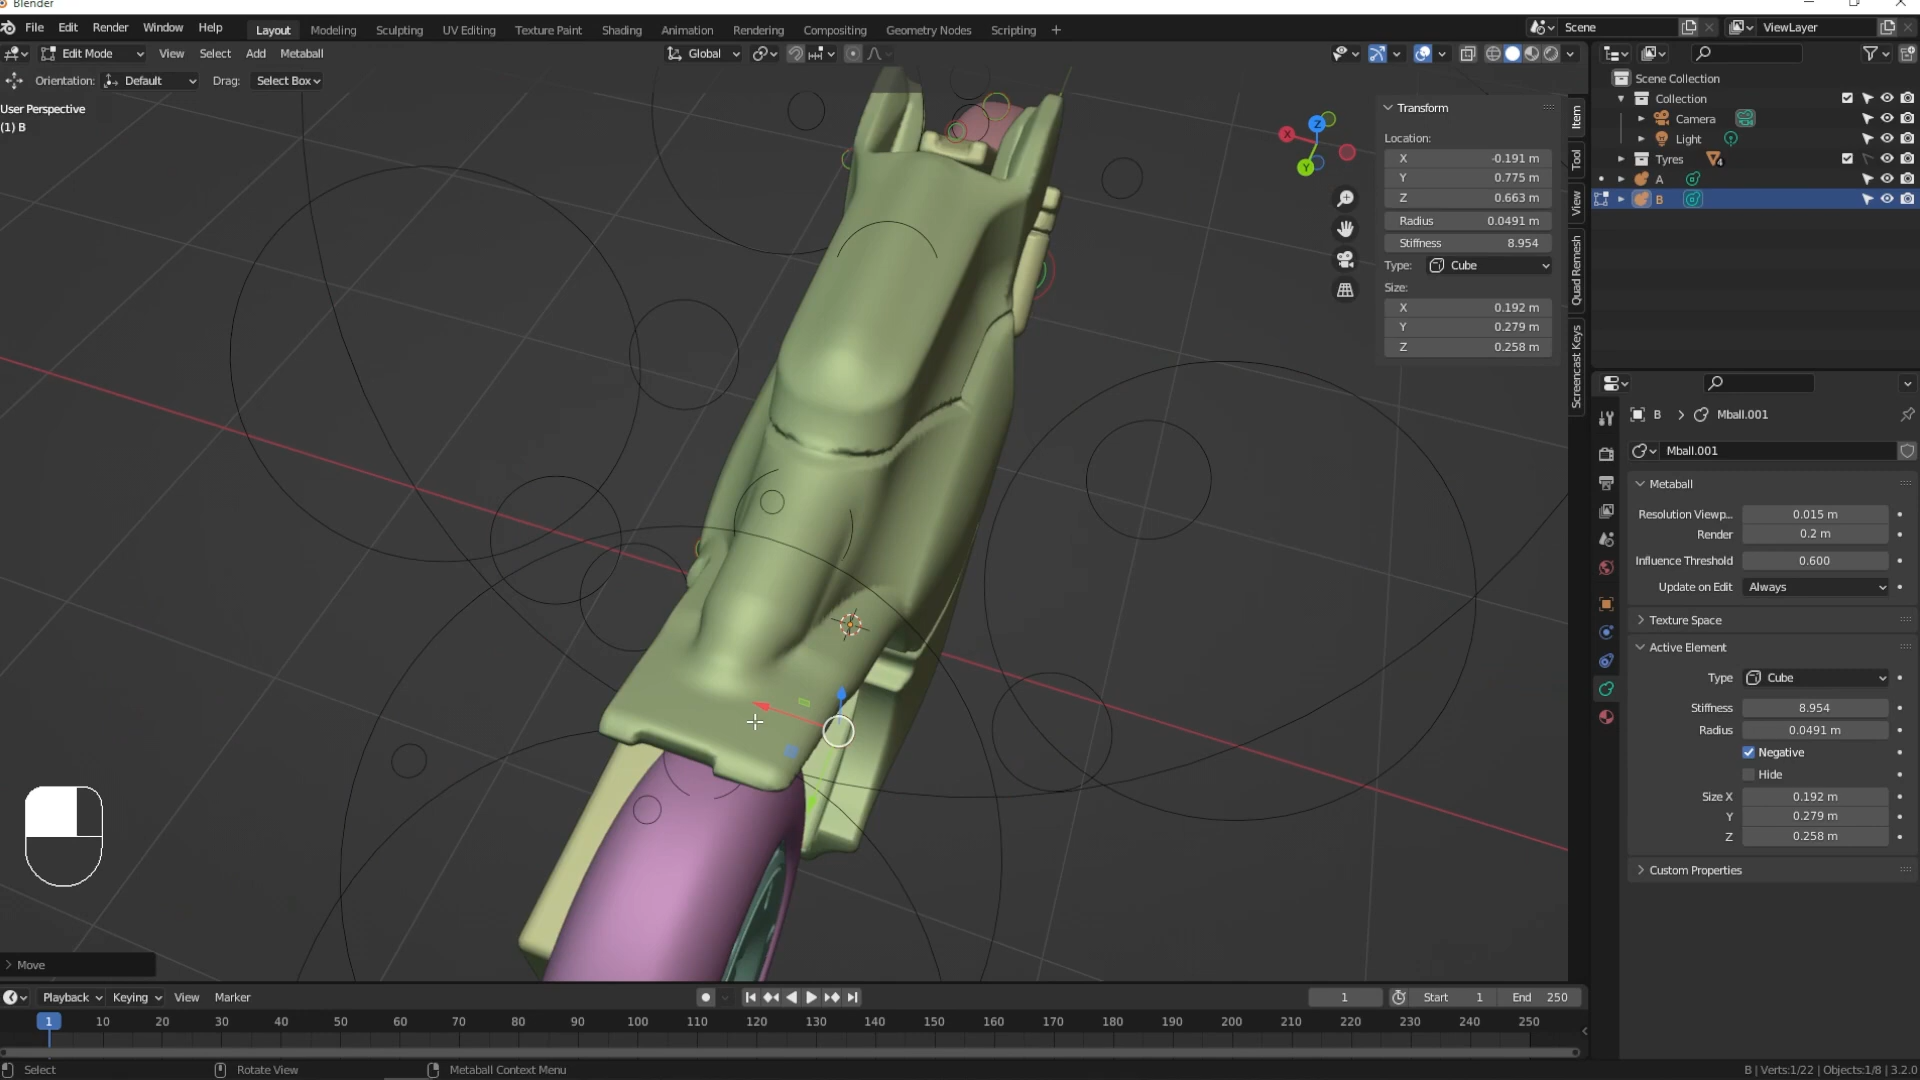 Blender
File Edit Render Window Help
Layout Modeling Sculpting UV Editing Texture Paint Shading Animation Rendering Compositing Geometry Nodes Scripting +
Scene
ViewLayer
Edit Mode View Select Add Metaball
Global
Orientation: Default Drag: Select Box
User Perspective
(1) B
Transform
Location:
X -0.191 m
Y 0.775 m
Z 0.663 m
Radius 0.0491 m
Stiffness 8.954
Type: Cube
Size:
X 0.192 m
Y 0.279 m
Z 0.258 m
Item
Tool
View
Quad Remesh
Screencast Keys
X
Y
Z
Scene Collection
Collection
Camera
Light
Tyres 4
A
B
B > Mball.001
Mball.001
Metaball
Resolution Viewp... 0.015 m
Render 0.2 m
Influence Threshold 0.600
Update on Edit Always
Texture Space
Active Element
Type Cube
Stiffness 8.954
Radius 0.0491 m
Negative
Hide
Size X 0.192 m
Y 0.279 m
Z 0.258 m
Custom Properties
> Move
Playback Keying View Marker
1
Start 1
End 250
1 10 20 30 40 50 60 70 80 90 100 110 120 130 140 150 160 170 180 190 200 210 220 230 240 250
Select
Rotate View
Metaball Context Menu
B | Verts:1/22 | Objects:1/8 | 3.2.0